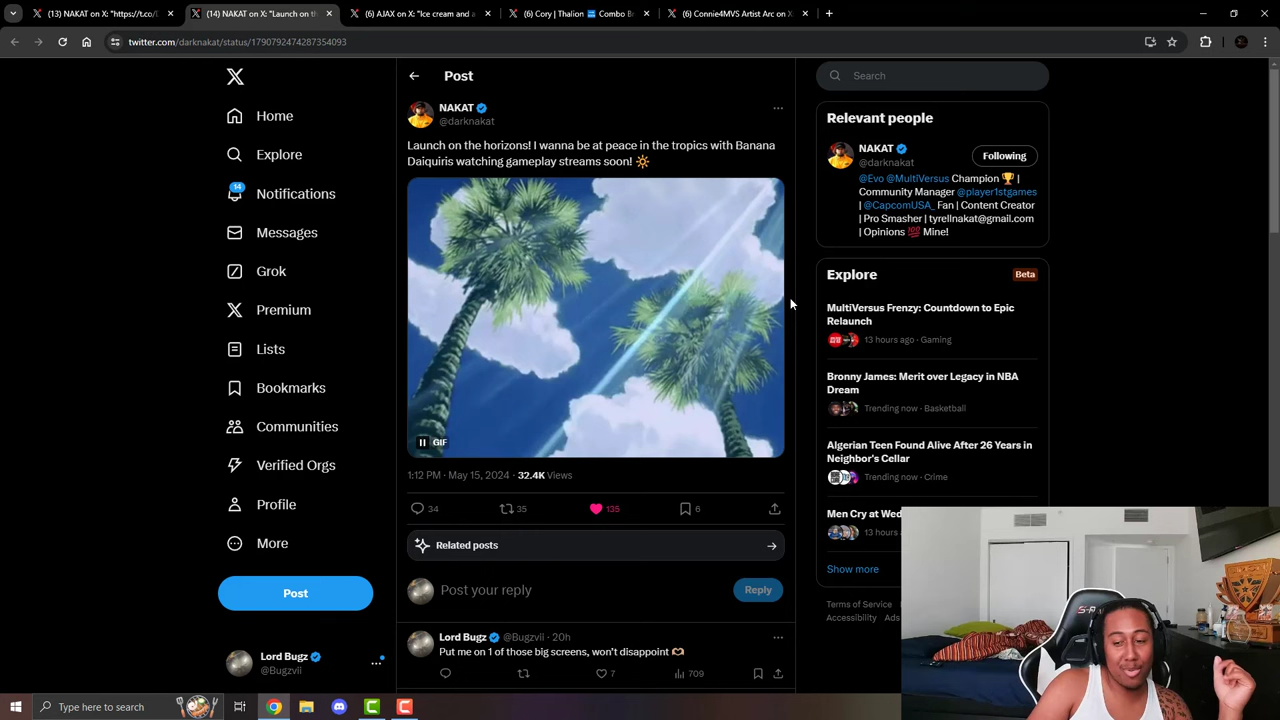 (13) NAKAT on X: "https://t.co/
(14) NAKAT on X: "Launch on th
(6) AJAX on X: "Ice cream and a
(6) Cory | Thalion Combo B
(6) Connie4MVS Artist Arc on X
twitter.com/darknakat/status/1790792474287354093
Home
Explore
14
Notifications
Messages
Grok
Premium
Lists
Bookmarks
Communities
Verified Orgs
Profile
More
Post
Lord Bugz
@Bugzvii
Post
NAKAT
@darknakat
Launch on the horizons! I wanna be at peace in the tropics with Banana
Daiquiris watching gameplay streams soon! 🔆
GIF
1:12 PM · May 15, 2024 · 32.4K Views
34 35 135 6
Related posts
Post your reply
Reply
Lord Bugz @Bugzvii · 20h
Put me on 1 of those big screens, won't disappoint 🫶🏽
7 709
Search
Relevant people
NAKAT
@darknakat
Following
@Evo @MultiVersus Champion 🏆 |
Community Manager @player1stgames
| @CapcomUSA_ Fan | Content Creator
| Pro Smasher | tyrellnakat@gmail.com
| Opinions 💯 Mine!
Explore
Beta
MultiVersus Frenzy: Countdown to Epic
Relaunch
13 hours ago · Gaming
Bronny James: Merit over Legacy in NBA
Dream
Trending now · Basketball
Algerian Teen Found Alive After 26 Years in
Neighbor's Cellar
Trending now · Crime
Men Cry at Wed
13 hours
Show more
Terms of Service
Accessibility Ads
Type here to search